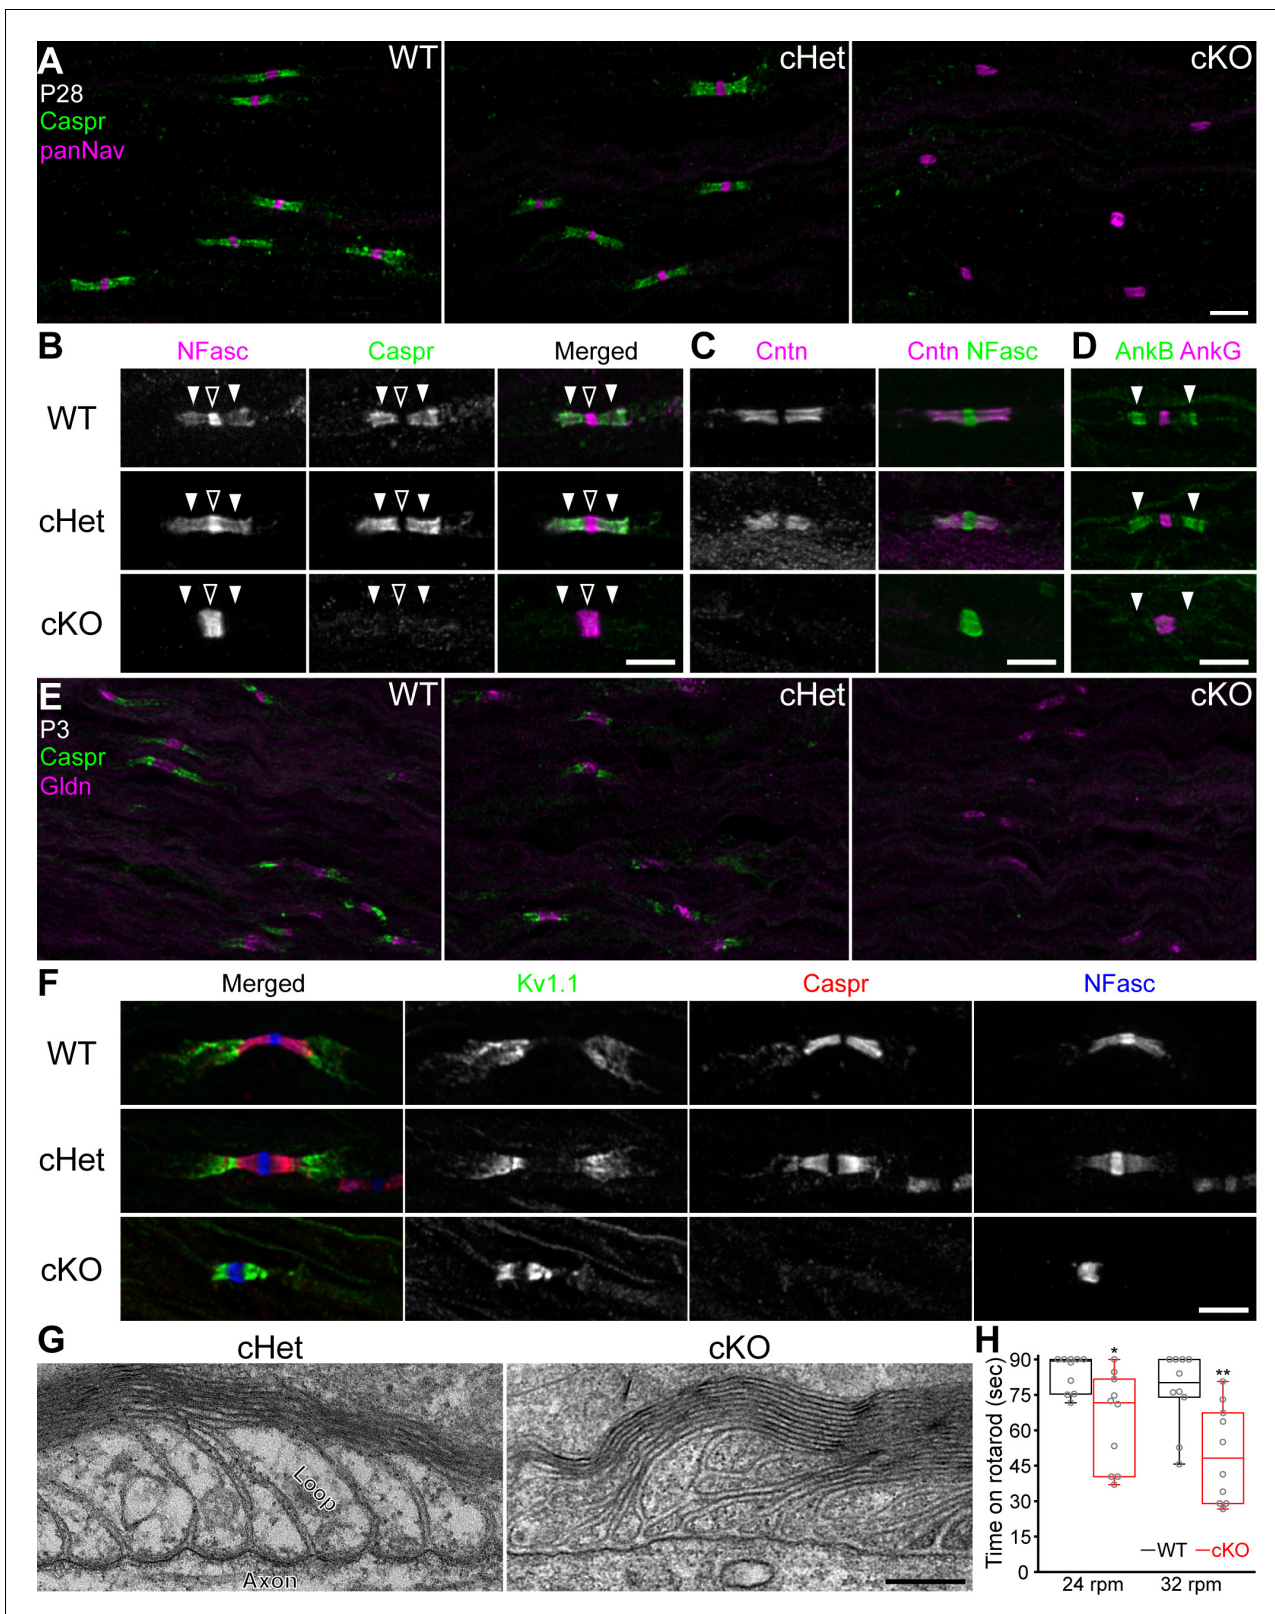 A
P28
Caspr
panNav
WT
cHet
cKO
B
NFasc
Caspr
Merged
C
Cntn
Cntn NFasc
D
AnkB AnkG
WT
cHet
cKO
E
P3
Caspr
Gldn
WT
cHet
cKO
F
Merged
Kv1.1
Caspr
NFasc
WT
cHet
cKO
G
cHet
cKO
Loop
Axon
H
Time on rotarod (sec)
90
75
60
45
30
15
0
*
**
WT
cKO
24 rpm
32 rpm